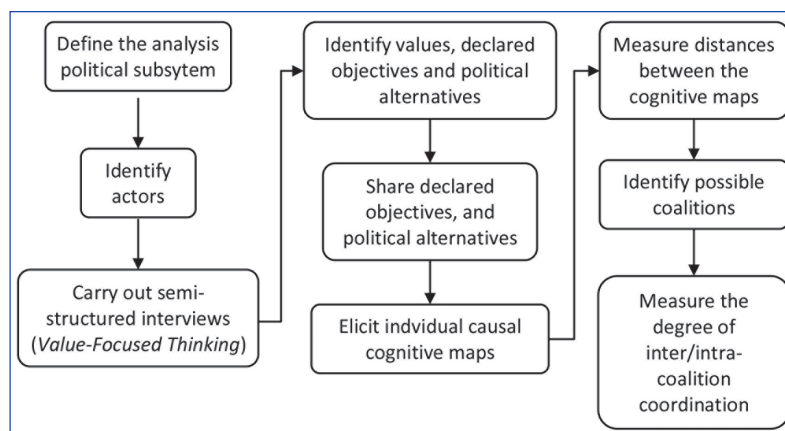 Define the analysis
political subsytem
Identify
actors
Carry out semi-
structured interviews
(Value-Focused Thinking)
Identify values, declared
objectives and political
alternatives
Share declared
objectives, and
political alternatives
Elicit indvidual causal
cognitive maps
Measure distances
between the
cognitive maps
Identify possible
coalitions
Measure the
degree of
inter/intra-
coalition
coordination